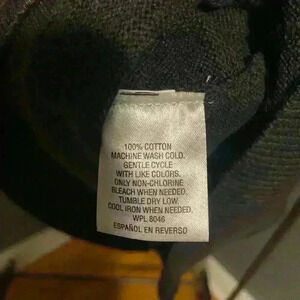 100% COTTON
MACHINE WASH COLD,
GENTLE CYCLE
WITH LIKE COLORS.
ONLY NON-CHLORINE
BLEACH WHEN NEEDED.
TUMBLE DRY LOW.
COOL IRON WHEN NEEDED.
WPL 8046
ESPAÑOL EN REVERSO